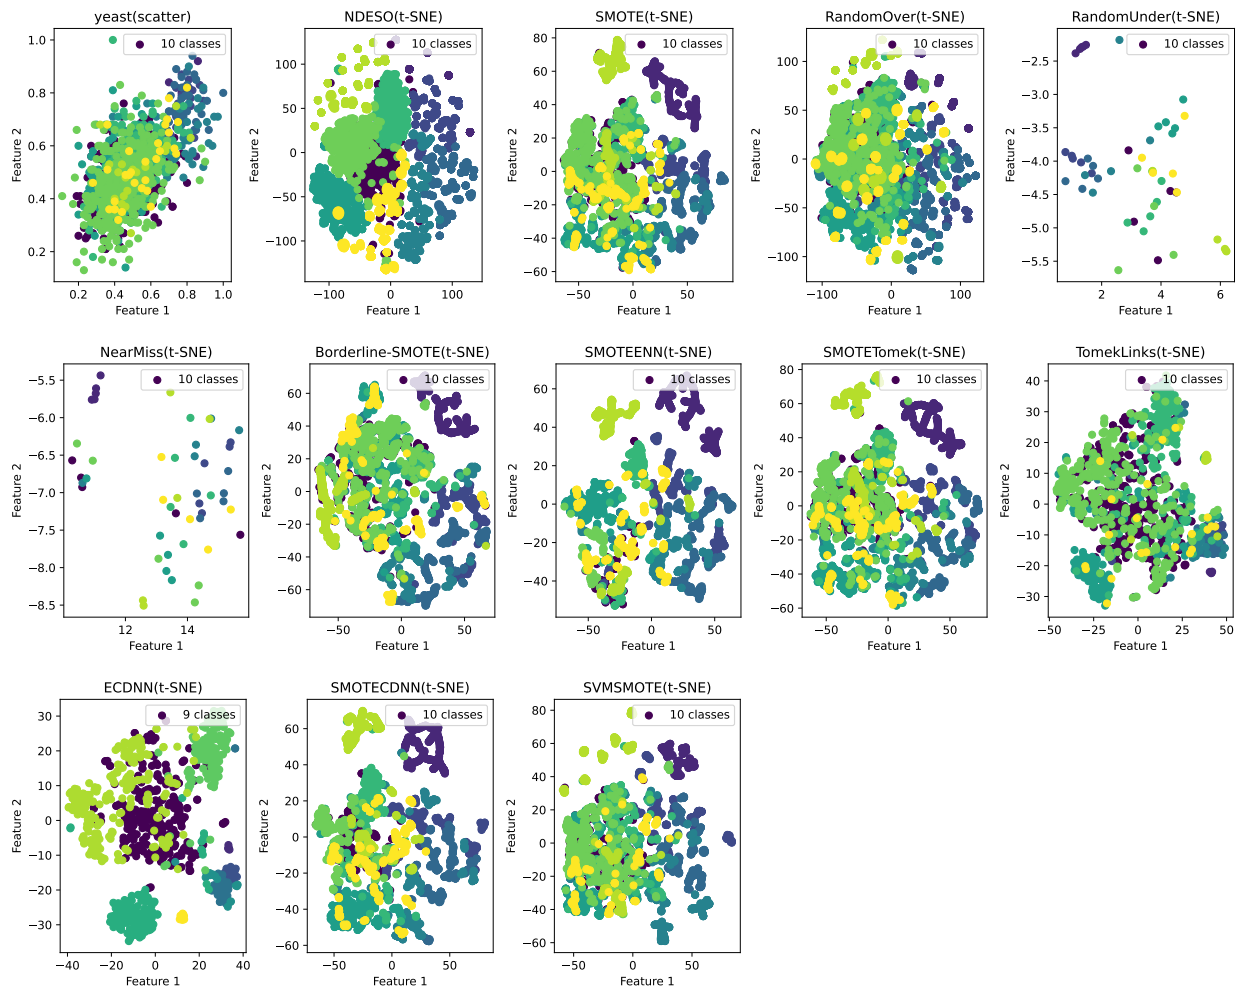 yeast(scatter)
10 classes
1.0
0.8
0.6
0.4
0.2
Feature 2
0.2 0.4 0.6 0.8 1.0
Feature 1
NDESO(t-SNE)
10 classes
100
50
0
−50
−100
Feature 2
−100 0 100
Feature 1
SMOTE(t-SNE)
10 classes
80
60
40
20
0
−20
−40
−60
Feature 2
−50 0 50
Feature 1
RandomOver(t-SNE)
10 classes
100
50
0
−50
−100
Feature 2
−100 −50 0 50 100
Feature 1
RandomUnder(t-SNE)
10 classes
−2.5
−3.0
−3.5
−4.0
−4.5
−5.0
−5.5
Feature 2
2 4 6
Feature 1
NearMiss(t-SNE)
10 classes
−5.5
−6.0
−6.5
−7.0
−7.5
−8.0
−8.5
Feature 2
12 14
Feature 1
Borderline-SMOTE(t-SNE)
10 classes
60
40
20
0
−20
−40
−60
Feature 2
−50 0 50
Feature 1
SMOTEENN(t-SNE)
10 classes
60
40
20
0
−20
−40
Feature 2
−50 0 50
Feature 1
SMOTETomek(t-SNE)
10 classes
80
60
40
20
0
−20
−40
−60
Feature 2
−50 0 50
Feature 1
TomekLinks(t-SNE)
10 classes
40
30
20
10
0
−10
−20
−30
Feature 2
−50 −25 0 25 50
Feature 1
ECDNN(t-SNE)
9 classes
30
20
10
0
−10
−20
−30
Feature 2
−40 −20 0 20 40
Feature 1
SMOTECDNN(t-SNE)
10 classes
60
40
20
0
−20
−40
−60
Feature 2
−50 0 50
Feature 1
SVMSMOTE(t-SNE)
10 classes
80
60
40
20
0
−20
−40
−60
Feature 2
−50 0 50
Feature 1